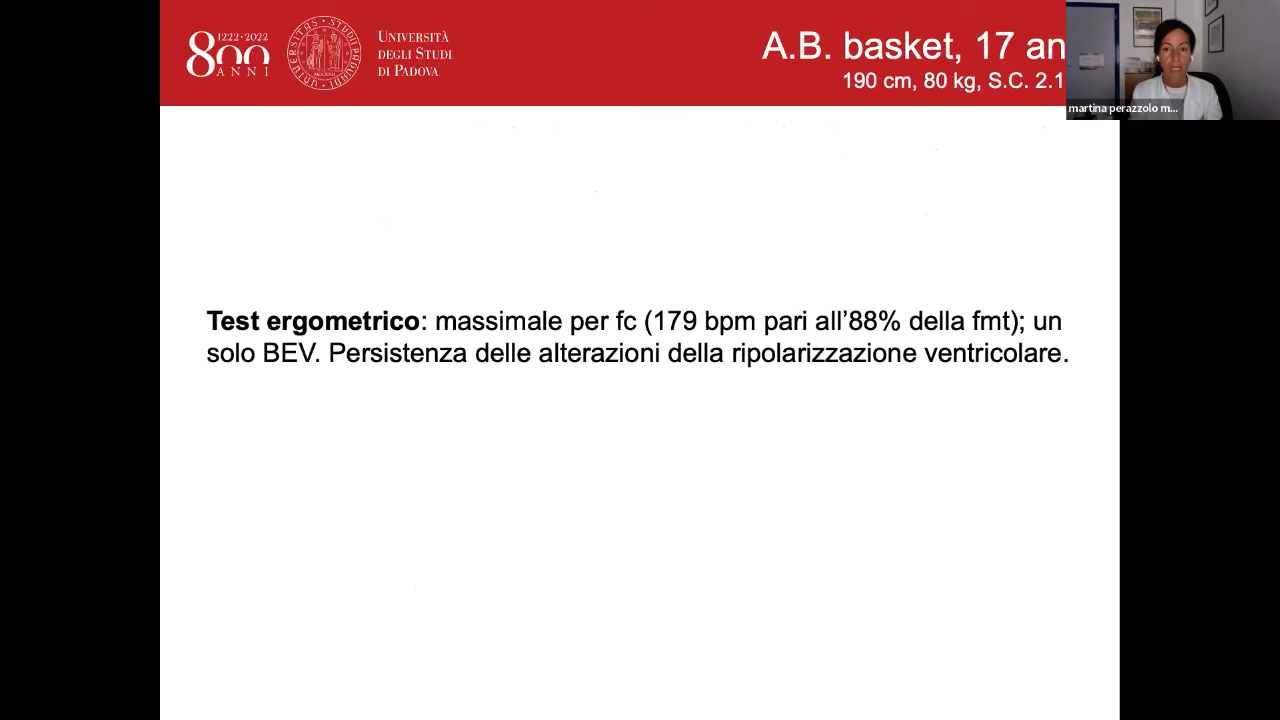 1222·2022
800
ANNI
UNIVERSITÀ
DEGLI STUDI
DI PADOVA
A.B. basket, 17 an
190 cm, 80 kg, S.C. 2.1
martina perazzolo m...
Test ergometrico: massimale per fc (179 bpm pari all’88% della fmt); un
solo BEV. Persistenza delle alterazioni della ripolarizzazione ventricolare.